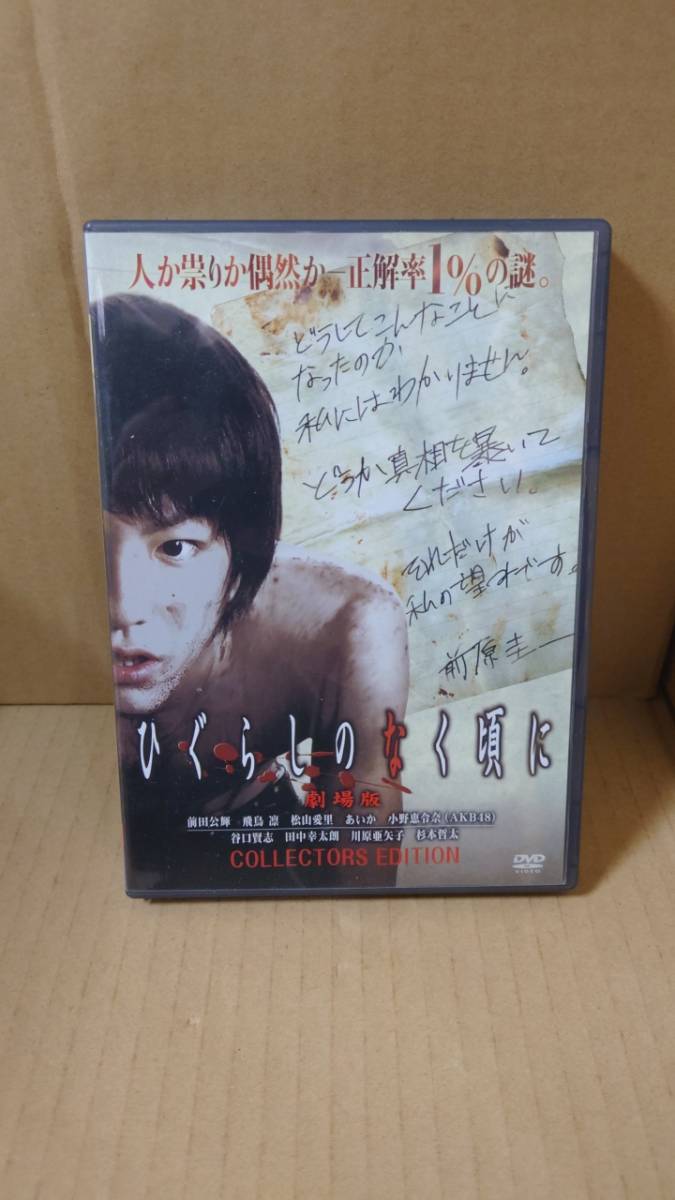 人か祟りか偶然か―正解率1%の謎。
どうしてこんなことに
なったのか
私にはわかりません。
どうか真相を暴いて
ください。
それだけが
私の望みです。
前原圭一
ひぐらしのなく頃に
劇場版
前田公輝 飛鳥 凛 松山愛里 あいか 小野恵令奈(AKB48)
谷口賢志 田中幸太朗 川原亜矢子 杉本哲太
COLLECTORS EDITION
DVD
VIDEO